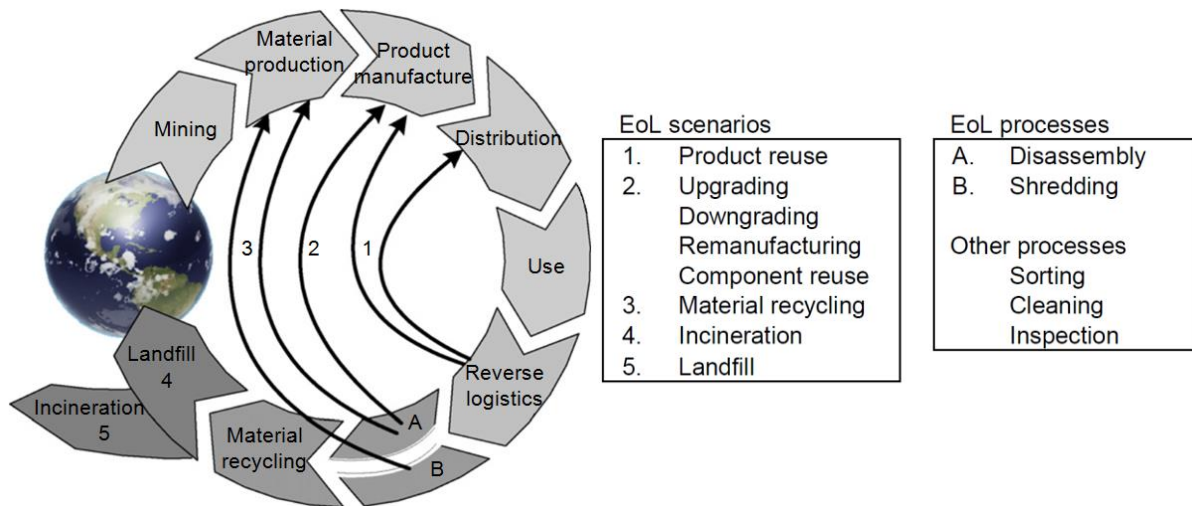 Material
production
Product
manufacture
Mining
Distribution
3
2
1
Use
Landfill
4
Reverse
logistics
Incineration
5
Material
recycling
A
B
EoL scenarios
1. Product reuse
2. Upgrading
Downgrading
Remanufacturing
Component reuse
3. Material recycling
4. Incineration
5. Landfill
EoL processes
A. Disassembly
B. Shredding
Other processes
Sorting
Cleaning
Inspection